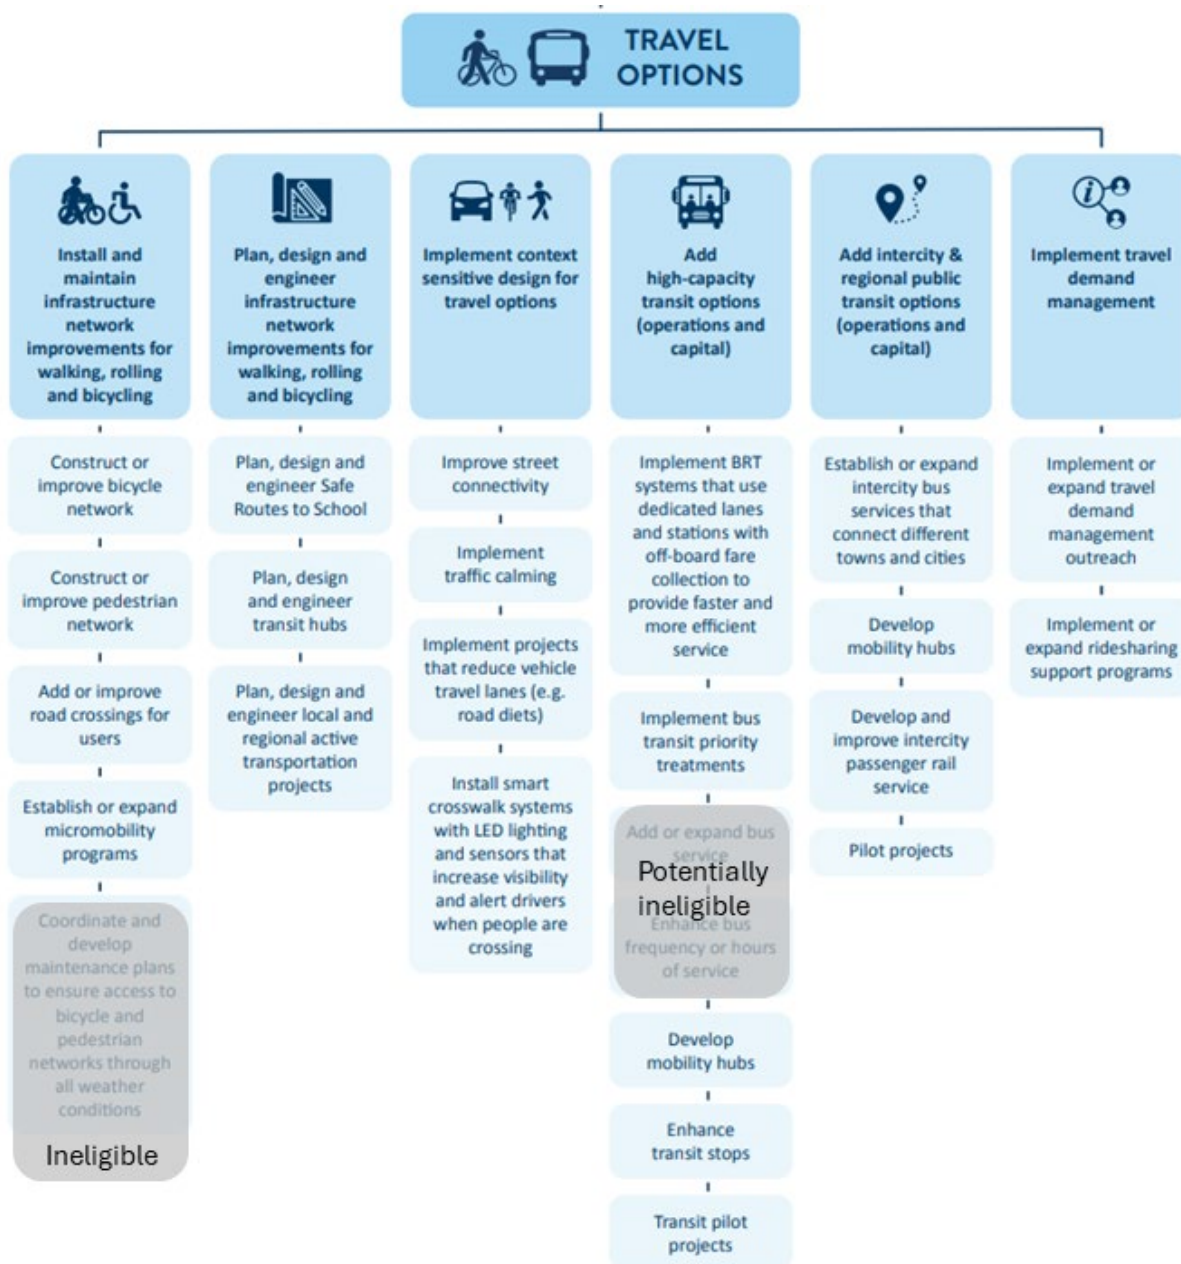 TRAVEL
OPTIONS
Install and
maintain
infrastructure
network
improvements for
walking, rolling
and bicycling
Construct or
improve bicycle
network
Construct or
improve pedestrian
network
Add or improve
road crossings for
users
Establish or expand
micromobility
programs
Coordinate and
develop
maintenance plans
to ensure access to
bicycle and
pedestrian
networks through
all weather
conditions
Ineligible
Plan, design and
engineer
infrastructure
network
improvements for
walking, rolling
and bicycling
Plan, design and
engineer Safe
Routes to School
Plan, design
and engineer
transit hubs
Plan, design and
engineer local and
regional active
transportation
projects
Implement context
sensitive design for
travel options
Improve street
connectivity
Implement
traffic calming
Implement projects
that reduce vehicle
travel lanes (e.g.
road diets)
Install smart
crosswalk systems
with LED lighting
and sensors that
increase visibility
and alert drivers
when people are
crossing
Add
high-capacity
transit options
(operations and
capital)
Implement BRT
systems that use
dedicated lanes
and stations with
off-board fare
collection to
provide faster and
more efficient
service
Implement bus
transit priority
treatments
Add or expand bus
service
Potentially
ineligible
Enhance bus
frequency or hours
of service
Develop
mobility hubs
Enhance
transit stops
Transit pilot
projects
Add intercity &
regional public
transit options
(operations and
capital)
Establish or expand
intercity bus
services that
connect different
towns and cities
Develop
mobility hubs
Develop and
improve intercity
passenger rail
service
Pilot projects
Implement travel
demand
management
Implement or
expand travel
demand
management
outreach
Implement or
expand ridesharing
support programs